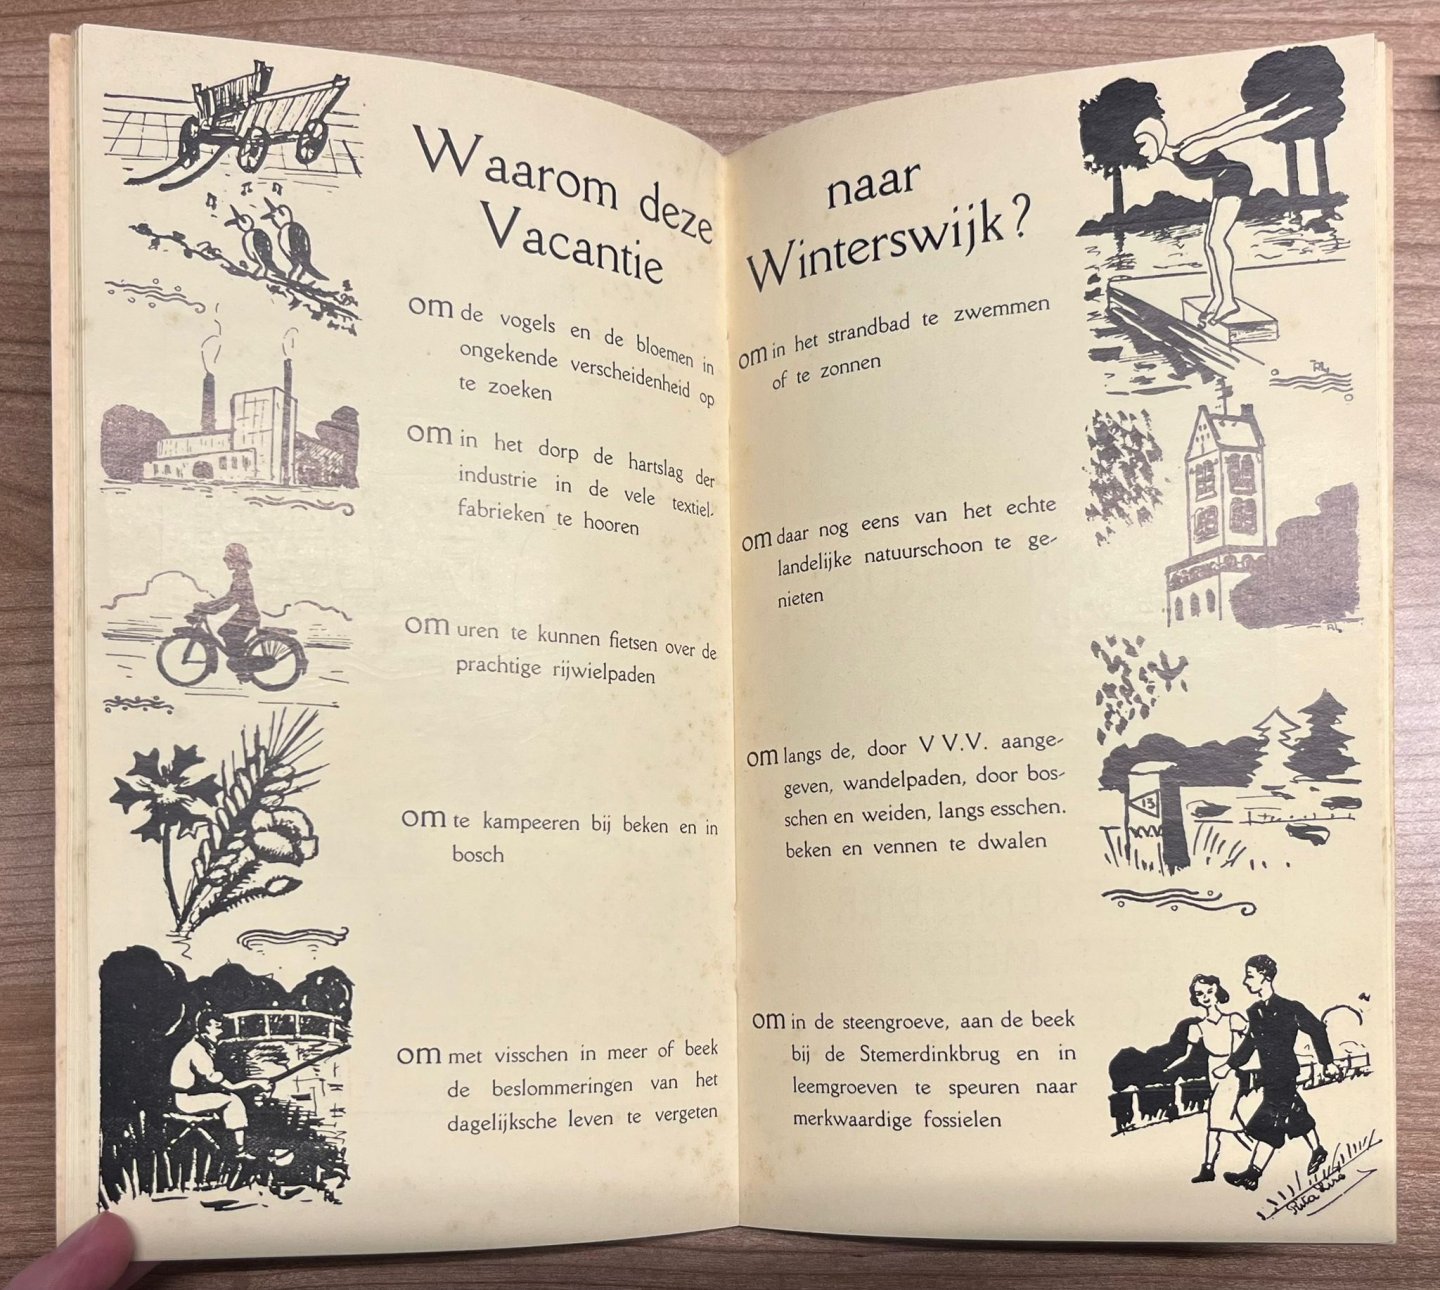 Waarom deze
Vacantie
om de vogels en de bloemen in
ongekende verscheidenheid op
te zoeken
om in het dorp de hartslag der
industrie in de vele textiel-
fabrieken te hooren
om uren te kunnen fietsen over de
prachtige rijwielpaden
om te kampeeren bij beken en in
bosch
om met visschen in meer of beek
de beslommeringen van het
dagelijksche leven te vergeten
naar
Winterswijk?
om in het strandbad te zwemmen
of te zonnen
om daar nog eens van het echte
landelijke natuurschoon te ge-
nieten
om langs de, door V V.V. aange-
geven, wandelpaden, door bos-
schen en weiden, langs esschen.
beken en vennen te dwalen
om in de steengroeve, aan de beek
bij de Stemerdinkbrug en in
leemgroeven te speuren naar
merkwaardige fossielen
13